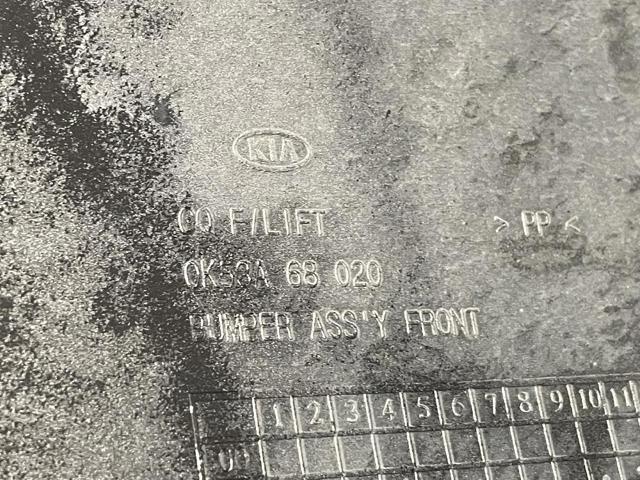 KIA
GQ F/LIFT
> PP <
0K53A 68 020
BUMPER ASS'Y FRONT
1 2 3 4 5 6 7 8 9 10 11